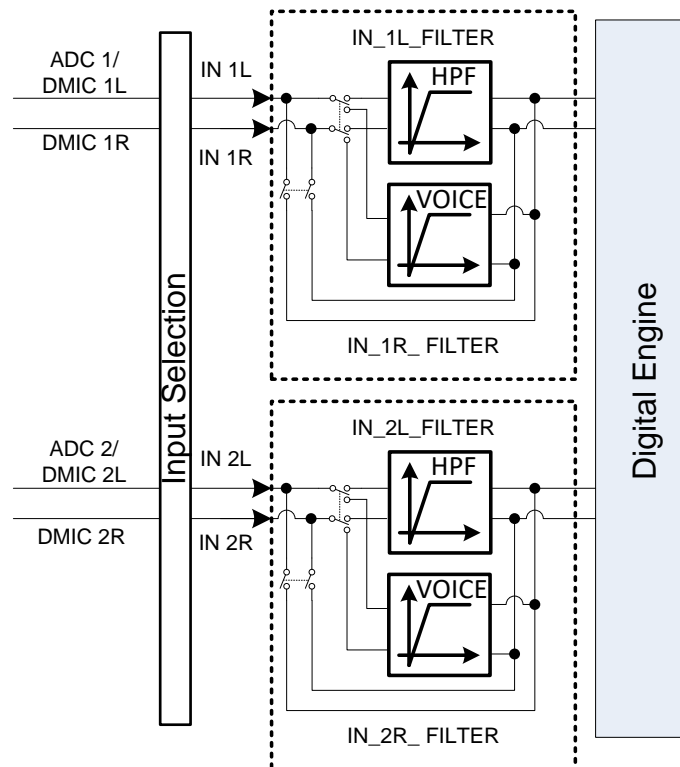 IN_1L_FILTER
ADC 1/
DMIC 1L
IN 1L
HPF
DMIC 1R
IN 1R
VOICE
IN_1R_ FILTER
Input Selection
Digital Engine
IN_2L_FILTER
ADC 2/
DMIC 2L
IN 2L
HPF
DMIC 2R
IN 2R
VOICE
IN_2R_ FILTER